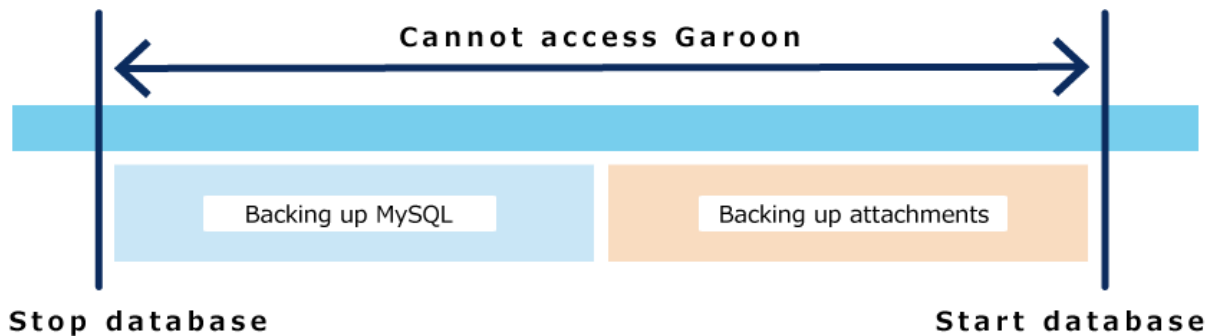 Cannot access Garoon
Backing up MySQL
Backing up attachments
Stop database
Start database